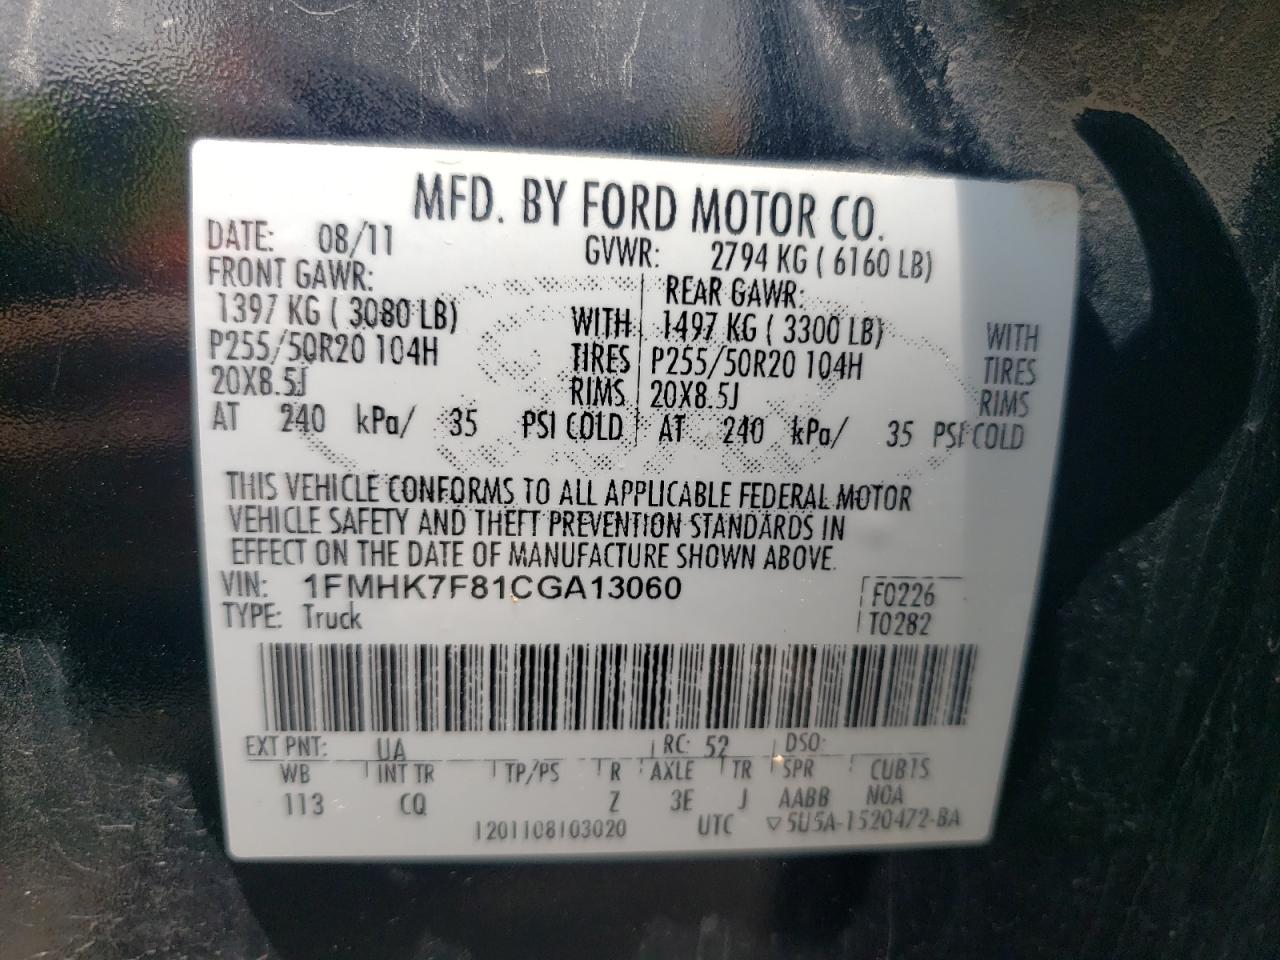 MFD. BY FORD MOTOR CO.
DATE: 08/11 GVWR: 2794 KG ( 6160 LB)
FRONT GAWR: REAR GAWR:
1397 KG ( 3080 LB) WITH 1497 KG ( 3300 LB) WITH
P255/50R20 104H TIRES P255/50R20 104H TIRES
20X8.5J RIMS 20X8.5J RIMS
AT 240 kPa/ 35 PSI COLD AT 240 kPa/ 35 PSI COLD
THIS VEHICLE CONFORMS TO ALL APPLICABLE FEDERAL MOTOR
VEHICLE SAFETY AND THEFT PREVENTION STANDARDS IN
EFFECT ON THE DATE OF MANUFACTURE SHOWN ABOVE.
VIN: 1FMHK7F81CGA13060 F0226
TYPE: Truck T0282
EXT PNT: UA RC: 52 DSO:
WB INT TR TP/PS R AXLE TR SPR CUBTS
113 CQ Z 3E J AABB NOA
1201108103020 UTC ▽5U5A-1520472-BA